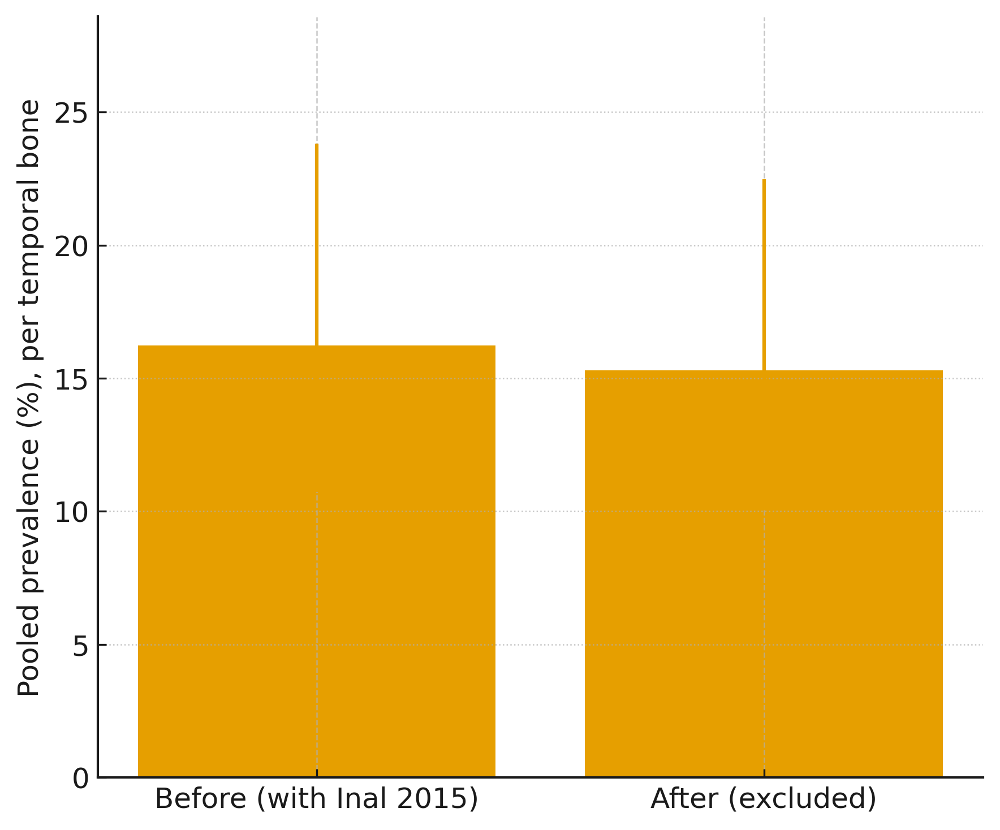 Pooled prevalence (%), per temporal bone
25
20
15
10
5
0
Before (with Inal 2015)
After (excluded)